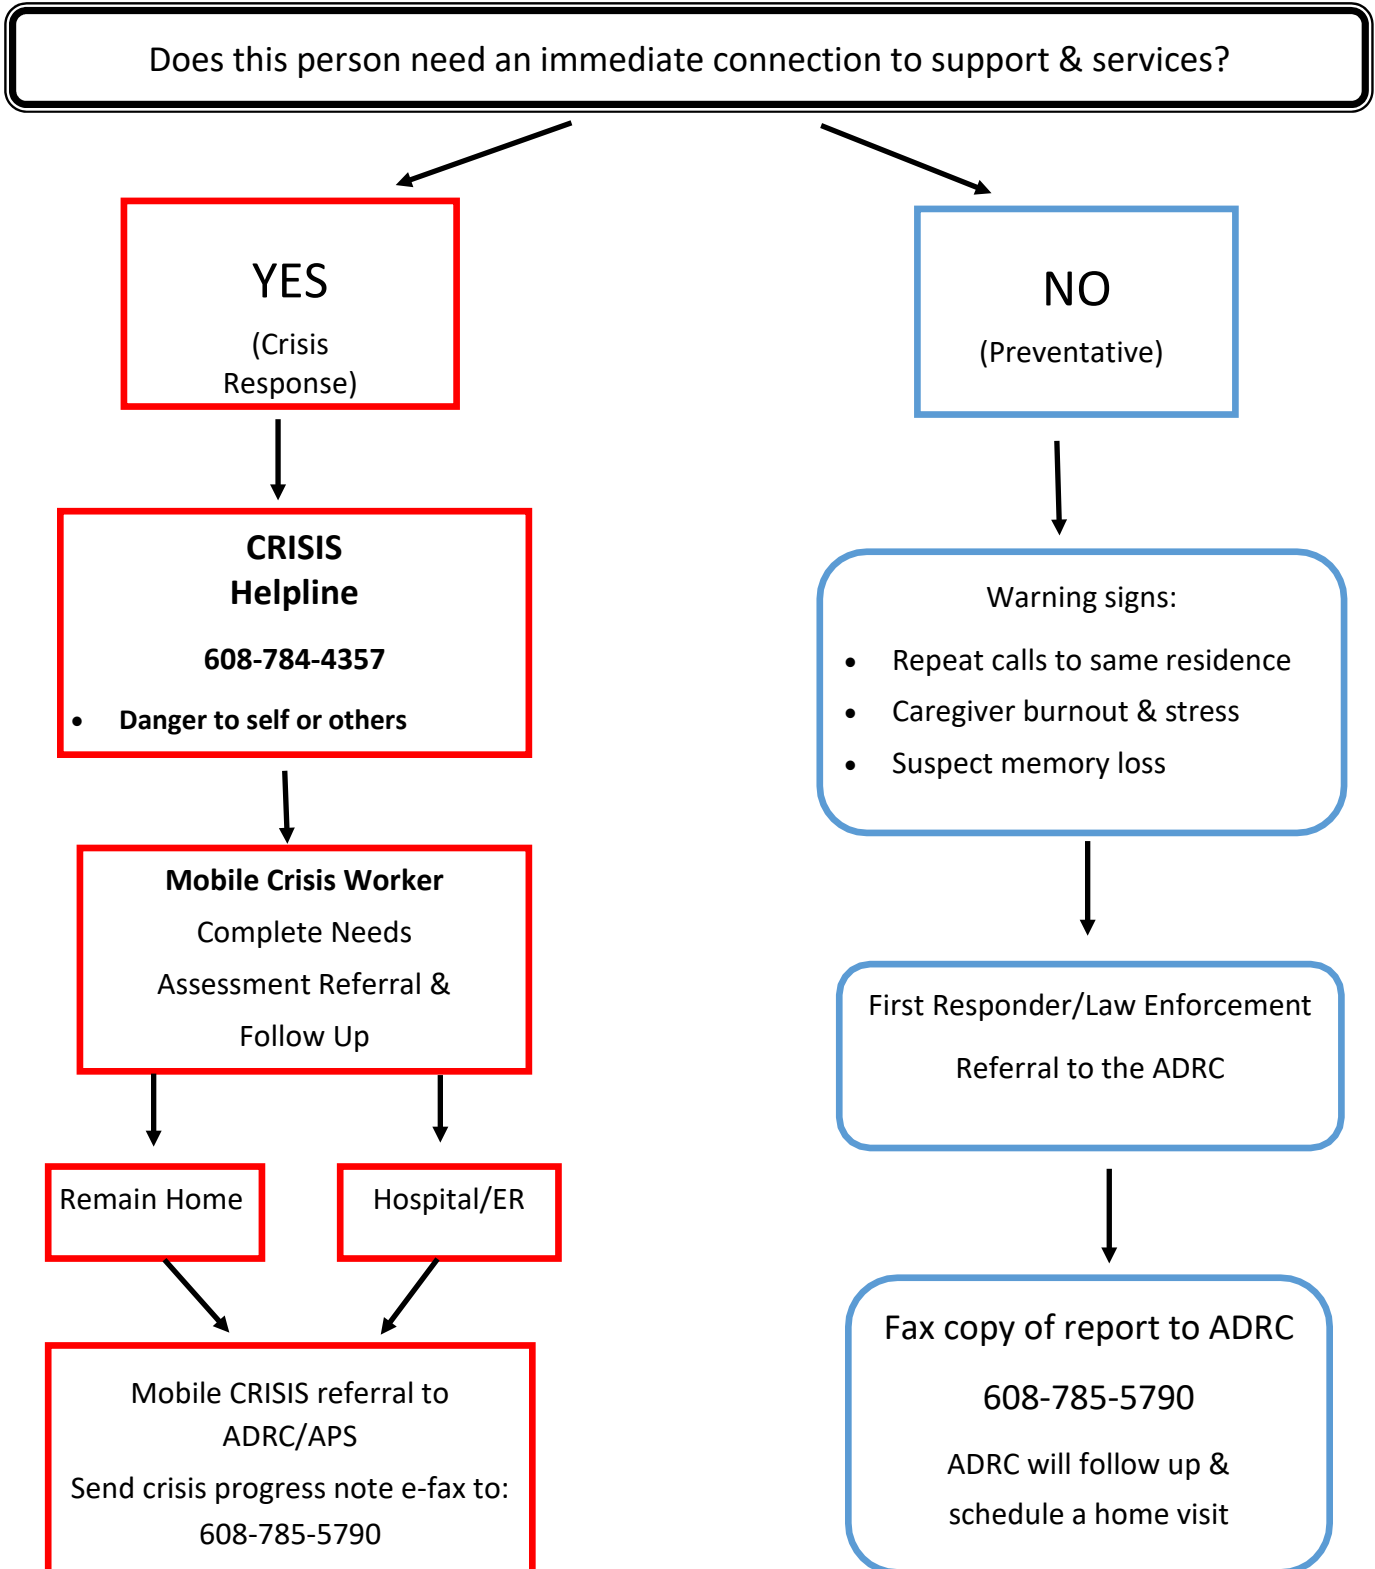 Does this person need an immediate connection to support & services?
YES
(Crisis
Response)
CRISIS
Helpline
608-784-4357
• Danger to self or others
Mobile Crisis Worker
Complete Needs
Assessment Referral &
Follow Up
Remain Home
Hospital/ER
Mobile CRISIS referral to
ADRC/APS
Send crisis progress note e-fax to:
608-785-5790
NO
(Preventative)
Warning signs:
• Repeat calls to same residence
• Caregiver burnout & stress
• Suspect memory loss
First Responder/Law Enforcement
Referral to the ADRC
Fax copy of report to ADRC
608-785-5790
ADRC will follow up &
schedule a home visit